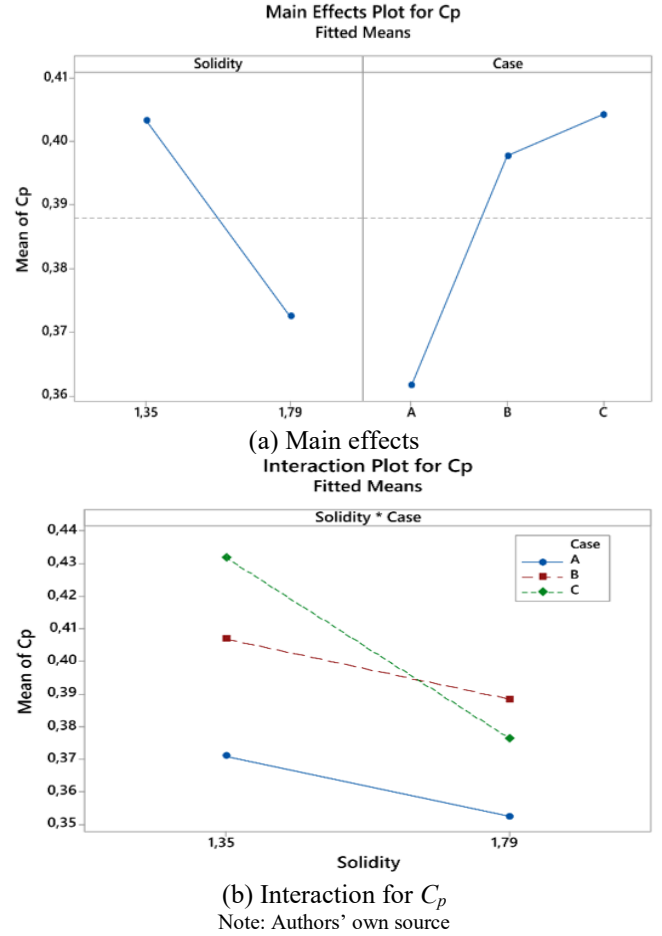 Main Effects Plot for Cp
Fitted Means
Solidity Case
0,41
0,40
0,39
0,38
0,37
0,36
Mean of Cp
1,35 1,79 A B C
(a) Main effects
Interaction Plot for Cp
Fitted Means
Solidity * Case
0,44
0,43
0,42
0,41
0,40
0,39
0,38
0,37
0,36
0,35
Mean of Cp
Case
A
B
C
1,35 1,79
Solidity
(b) Interaction for Cp
Note: Authors’ own source